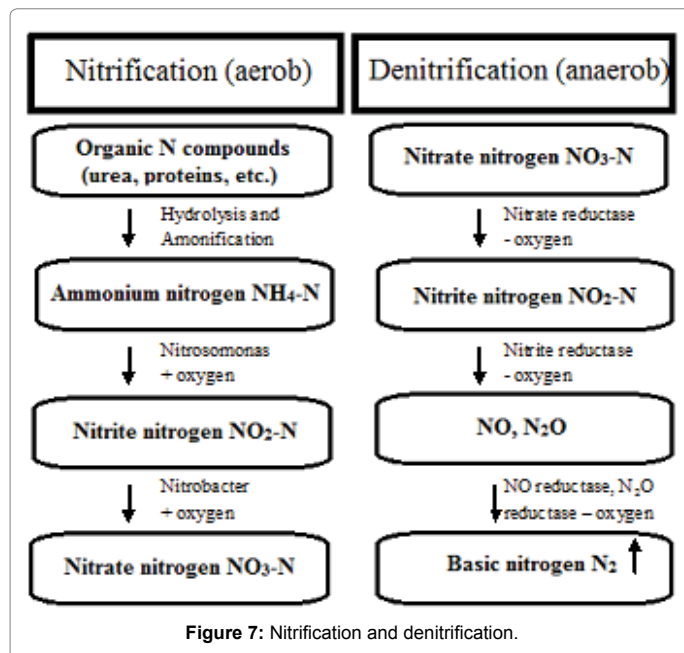 Nitrification (aerob)
Organic N compounds
(urea, proteins, etc.)
Hydrolysis and
Amonification
Ammonium nitrogen NH₄-N
Nitrosomonas
+ oxygen
Nitrite nitrogen NO₂-N
Nitrobacter
+ oxygen
Nitrate nitrogen NO₃-N
Denitrification (anaerob)
Nitrate nitrogen NO₃-N
Nitrate reductase
- oxygen
Nitrite nitrogen NO₂-N
Nitrite reductase
- oxygen
NO, N₂O
NO reductase, N₂O
reductase – oxygen
Basic nitrogen N₂
Figure 7: Nitrification and denitrification.